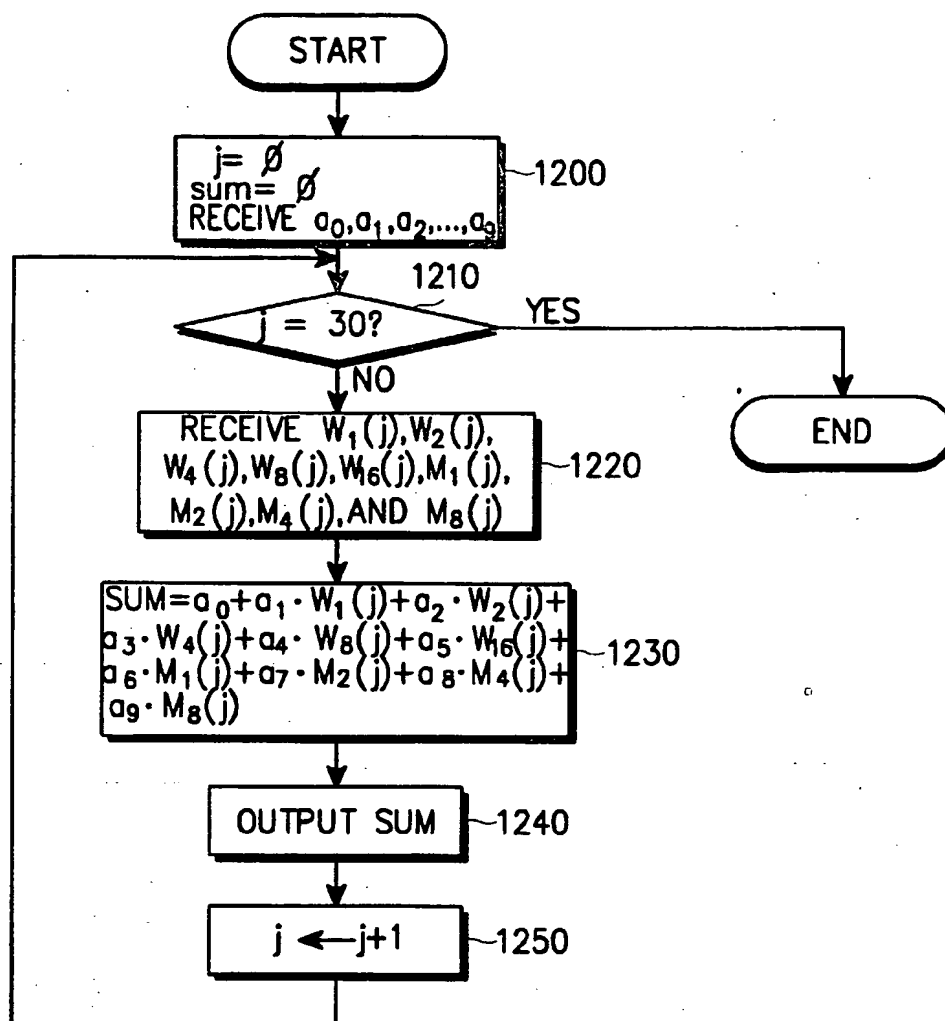 START
j= Ø
sum= Ø
RECEIVE a₀,a₁,a₂,...,a₉
1200
1210
j = 30?
YES
NO
END
RECEIVE W₁(j),W₂(j),
W₄(j),W₈(j),W₁₆(j),M₁(j),
M₂(j),M₄(j),AND M₈(j)
1220
SUM=a₀+a₁·W₁(j)+a₂·W₂(j)+
a₃·W₄(j)+a₄·W₈(j)+a₅·W₁₆(j)+
a₆·M₁(j)+a₇·M₂(j)+a₈·M₄(j)+
a₉·M₈(j)
1230
OUTPUT SUM
1240
j ← j+1
1250